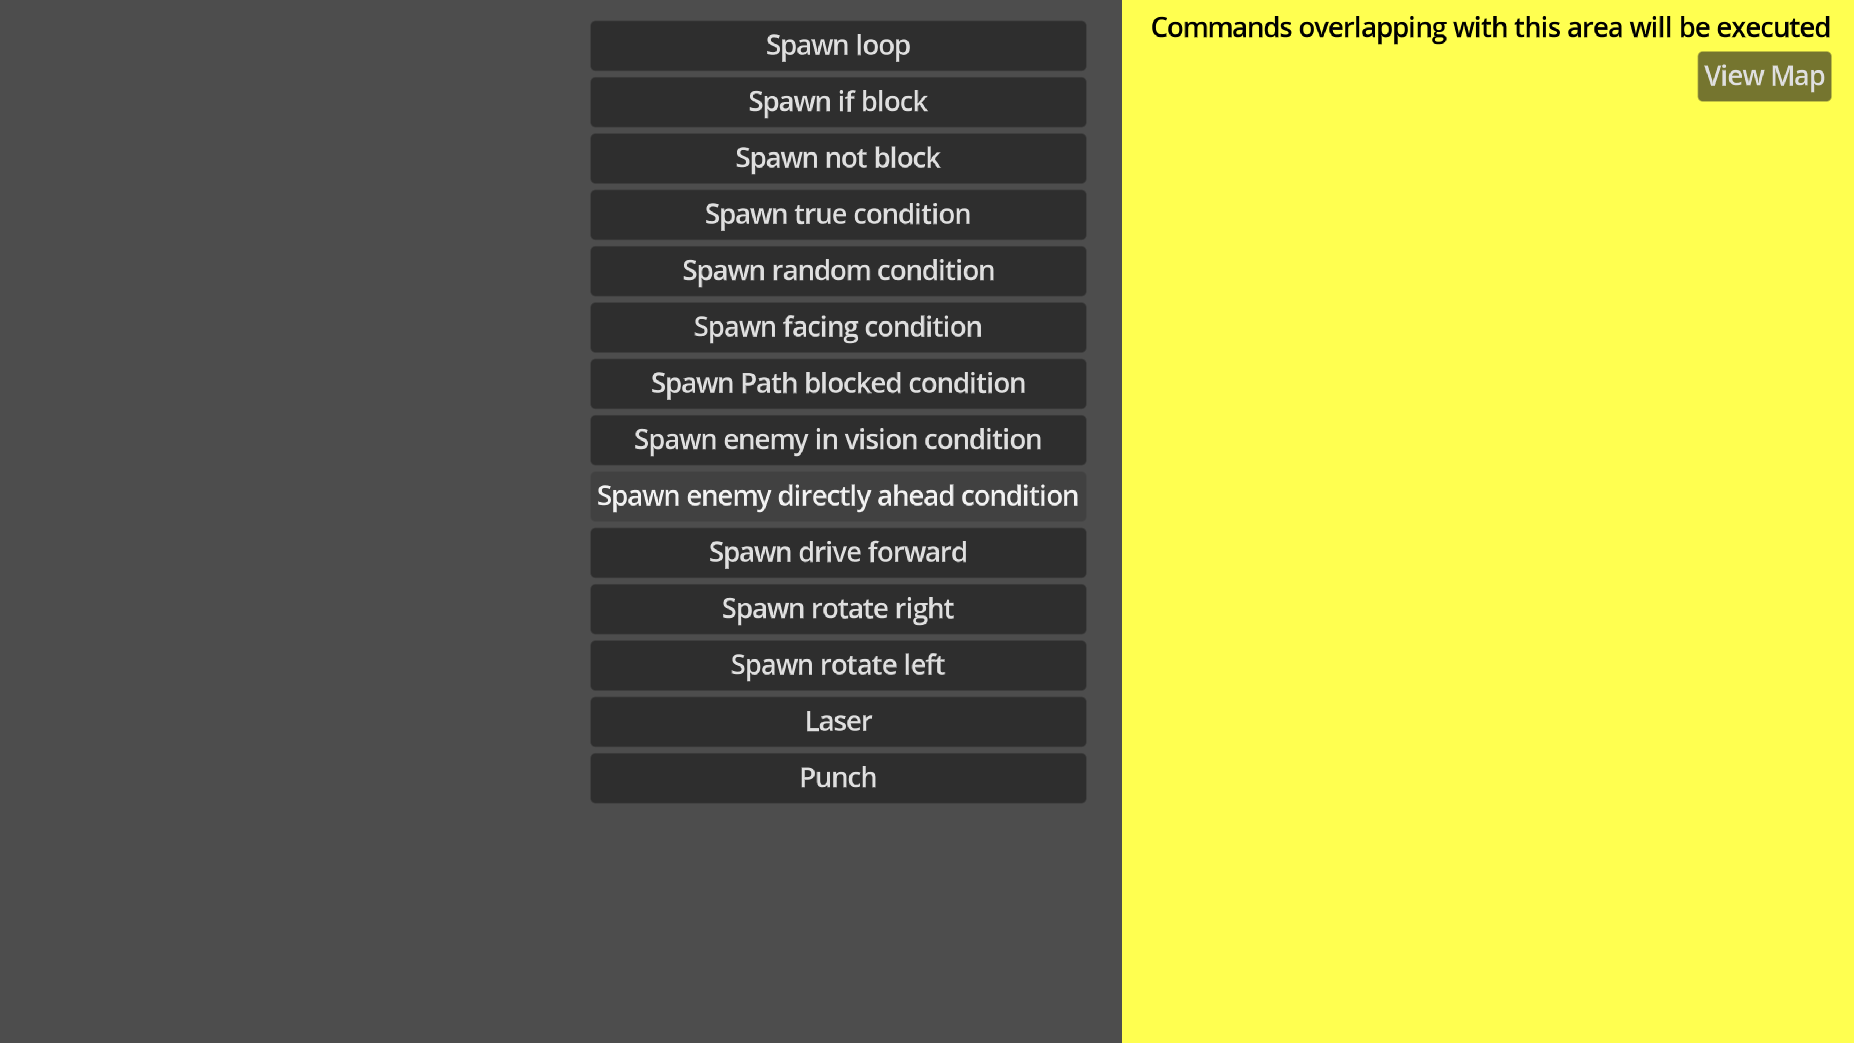 Spawn loop
Spawn if block
Spawn not block
Spawn true condition
Spawn random condition
Spawn facing condition
Spawn Path blocked condition
Spawn enemy in vision condition
Spawn enemy directly ahead condition
Spawn drive forward
Spawn rotate right
Spawn rotate left
Laser
Punch
Commands overlapping with this area will be executed
View Map